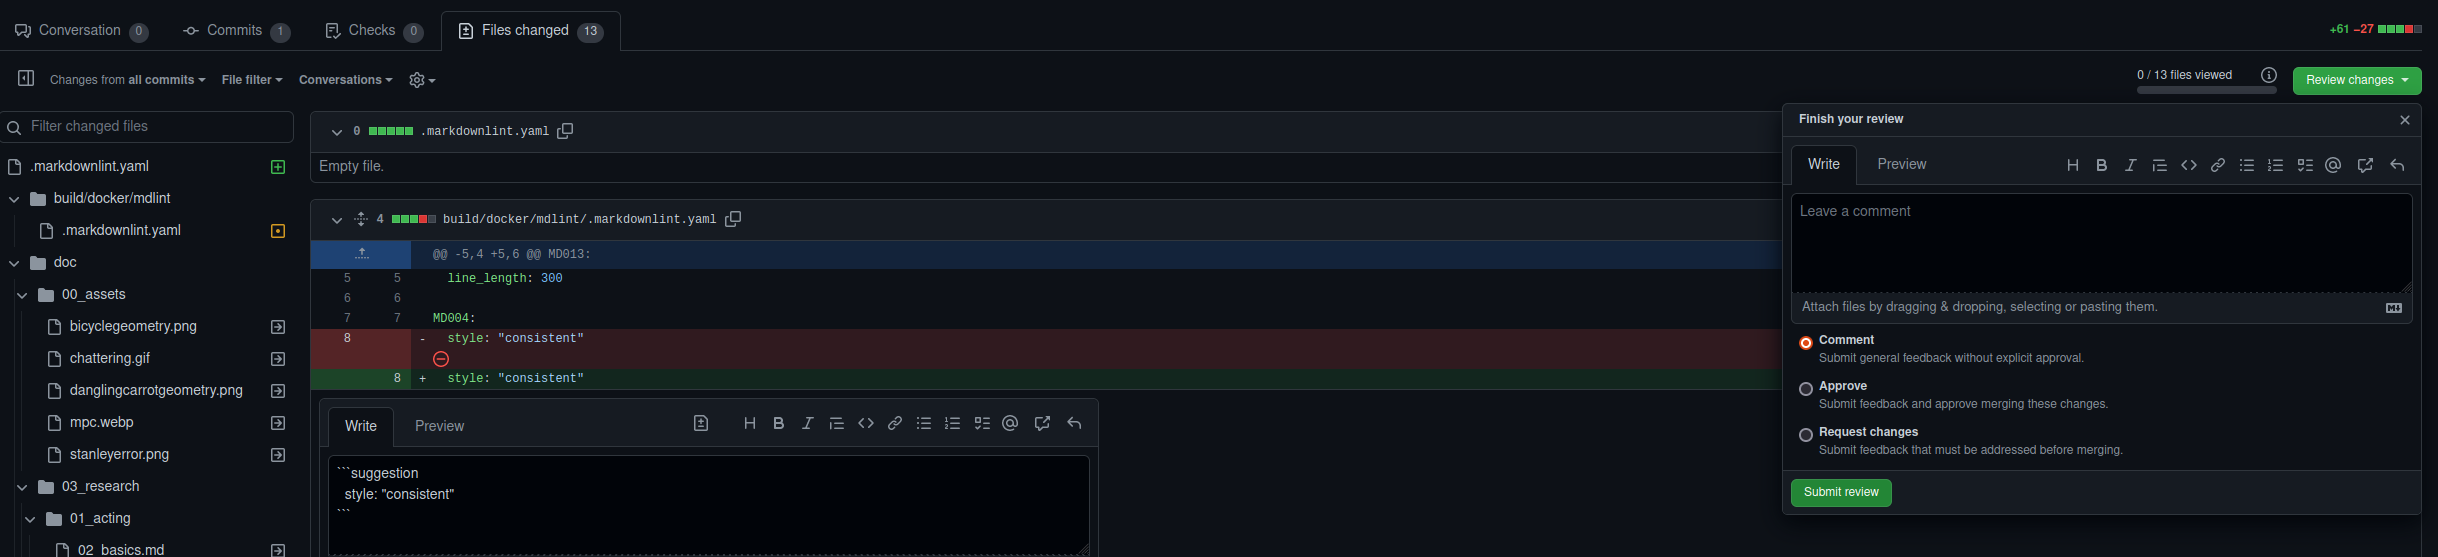 Conversation 0 Commits 1 Checks 0 Files changed 13 +61 −27
Changes from all commits File filter Conversations 0 / 13 files viewed Review changes
Filter changed files
.markdownlint.yaml
build/docker/mdlint
.markdownlint.yaml
doc
00_assets
bicyclegeometry.png
chattering.gif
danglingcarrotgeometry.png
mpc.webp
stanleyerror.png
03_research
01_acting
02_basics.md
0 .markdownlint.yaml
Empty file.
4 build/docker/mdlint/.markdownlint.yaml
@@ -5,4 +5,6 @@ MD013:
5 5 line_length: 300
6 6
7 7 MD004:
8 - style: "consistent"
8 + style: "consistent"
Write Preview
```suggestion
style: "consistent"
```
Finish your review
Write Preview
Leave a comment
Attach files by dragging & dropping, selecting or pasting them.
Comment
Submit general feedback without explicit approval.
Approve
Submit feedback and approve merging these changes.
Request changes
Submit feedback that must be addressed before merging.
Submit review